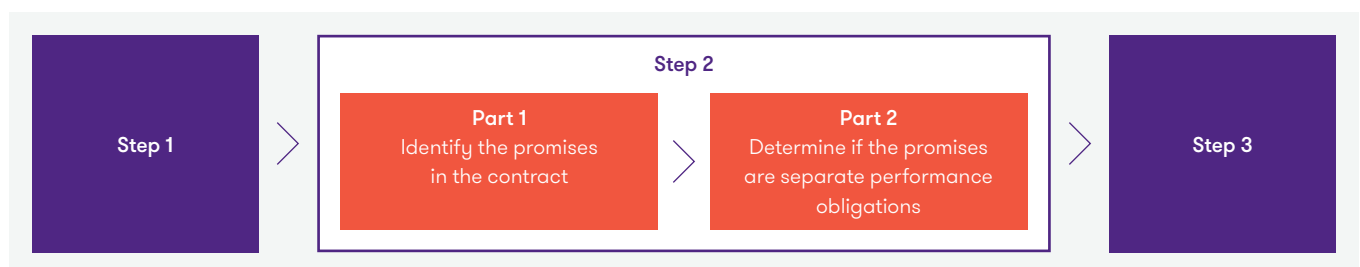 Step 1
Step 2
Part 1
Identify the promises
in the contract
Part 2
Determine if the promises
are separate performance
obligations
Step 3